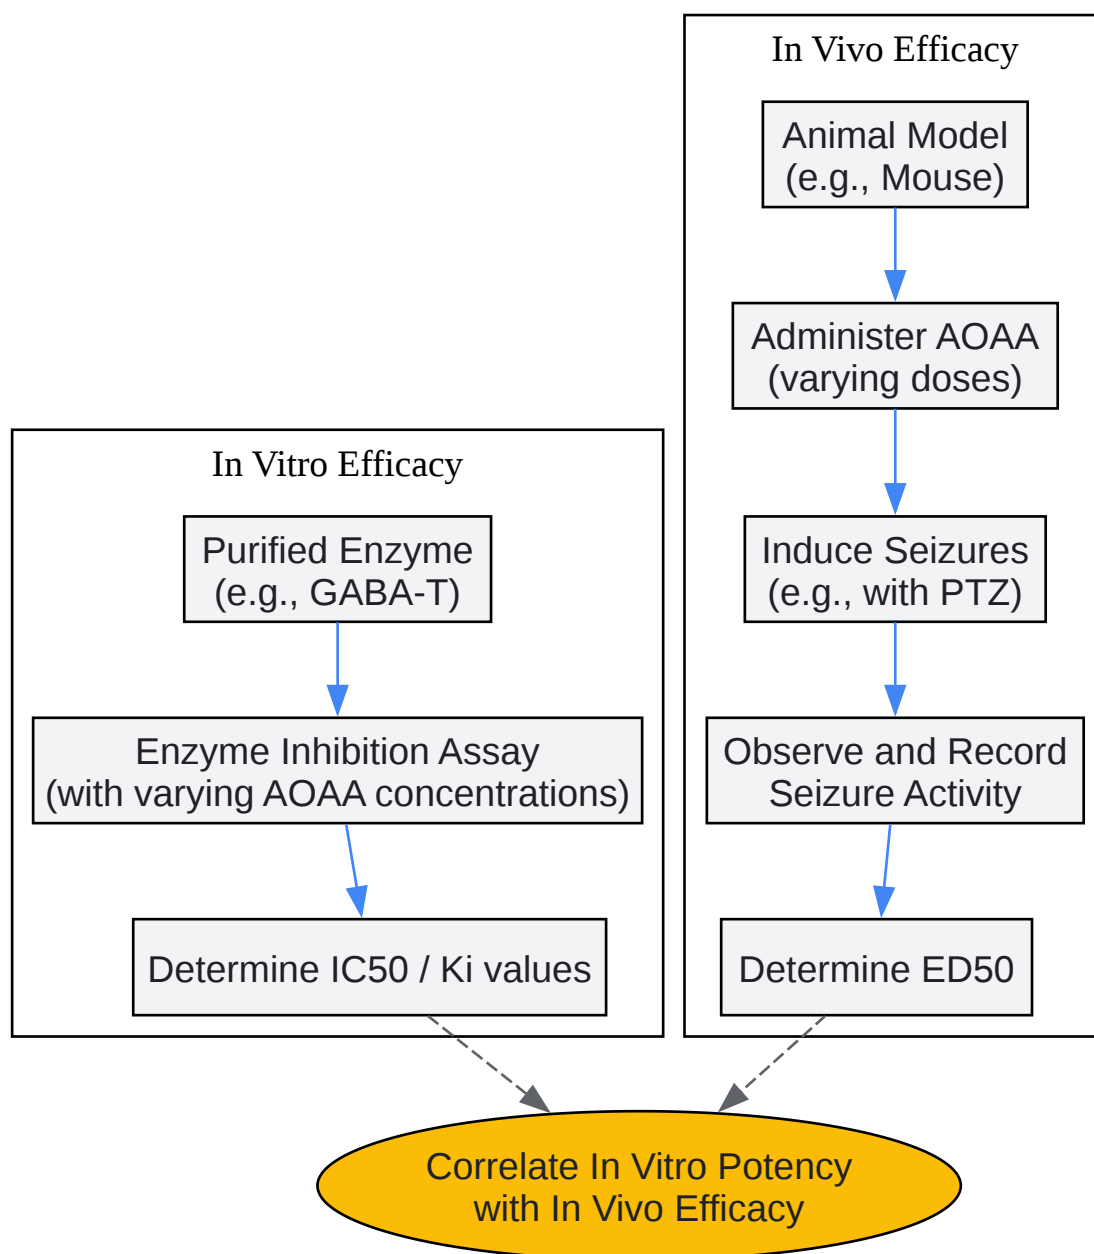 In Vivo Efficacy
Animal Model
(e.g., Mouse)
Administer AOAA
(varying doses)
Induce Seizures
(e.g., with PTZ)
Observe and Record
Seizure Activity
Determine ED50
In Vitro Efficacy
Purified Enzyme
(e.g., GABA-T)
Enzyme Inhibition Assay
(with varying AOAA concentrations)
Determine IC50 / Ki values
Correlate In Vitro Potency
with In Vivo Efficacy